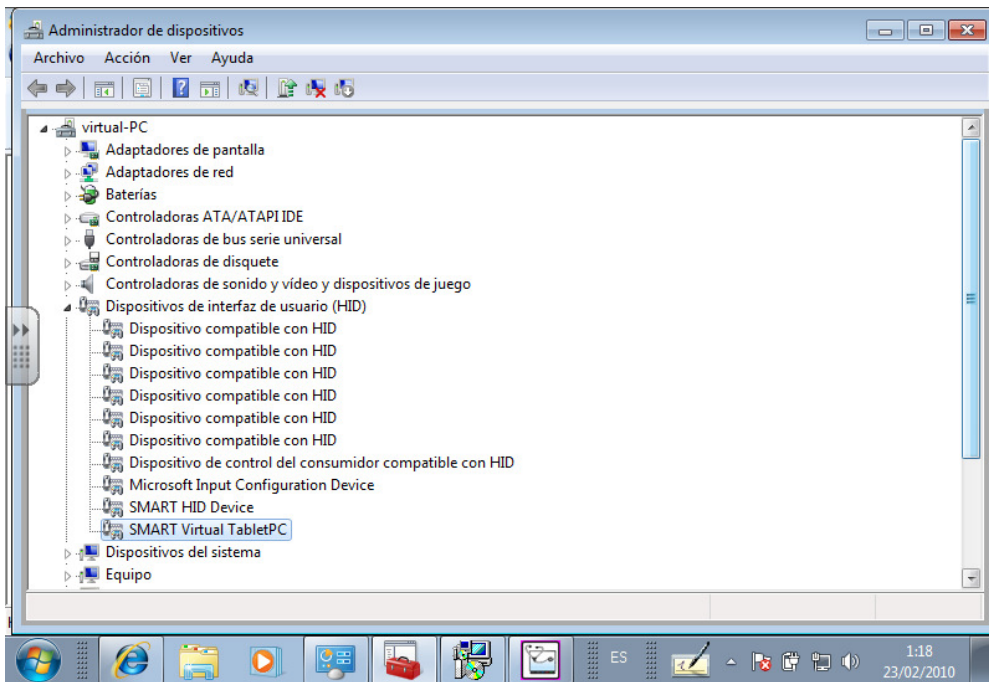 Administrador de dispositivos
Archivo Acción Ver Ayuda
virtual-PC
Adaptadores de pantalla
Adaptadores de red
Baterías
Controladoras ATA/ATAPI IDE
Controladoras de bus serie universal
Controladoras de disquete
Controladoras de sonido y vídeo y dispositivos de juego
Dispositivos de interfaz de usuario (HID)
Dispositivo compatible con HID
Dispositivo compatible con HID
Dispositivo compatible con HID
Dispositivo compatible con HID
Dispositivo compatible con HID
Dispositivo compatible con HID
Dispositivo de control del consumidor compatible con HID
Microsoft Input Configuration Device
SMART HID Device
SMART Virtual TabletPC
Dispositivos del sistema
Equipo
ES
1:18
23/02/2010